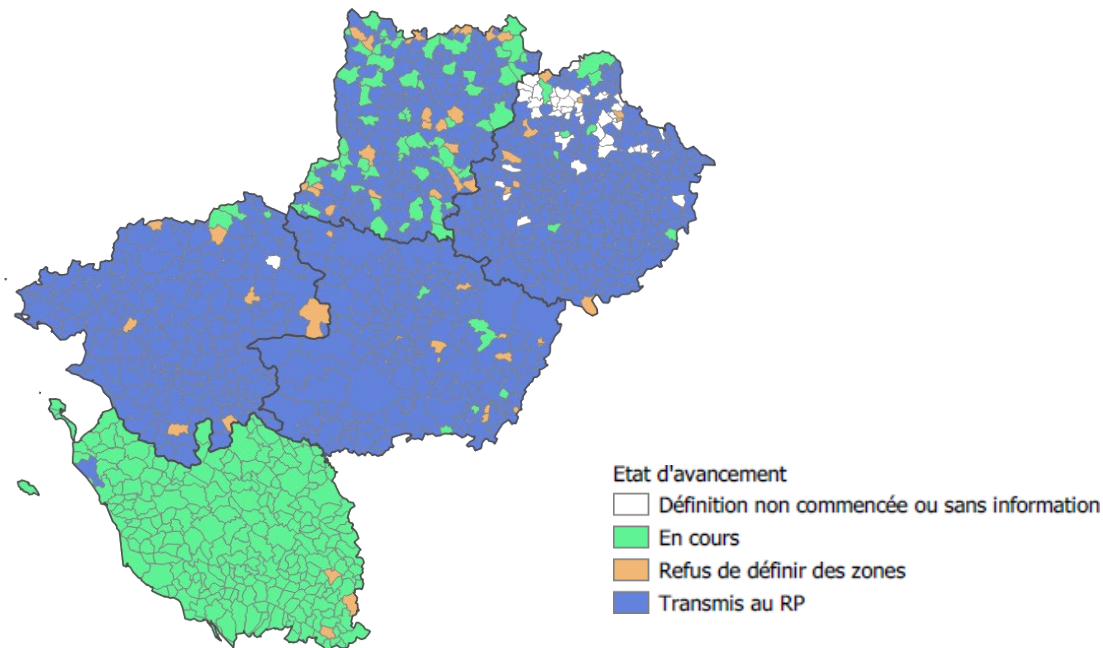 Etat d'avancement
Définition non commencée ou sans information
En cours
Refus de définir des zones
Transmis au RP